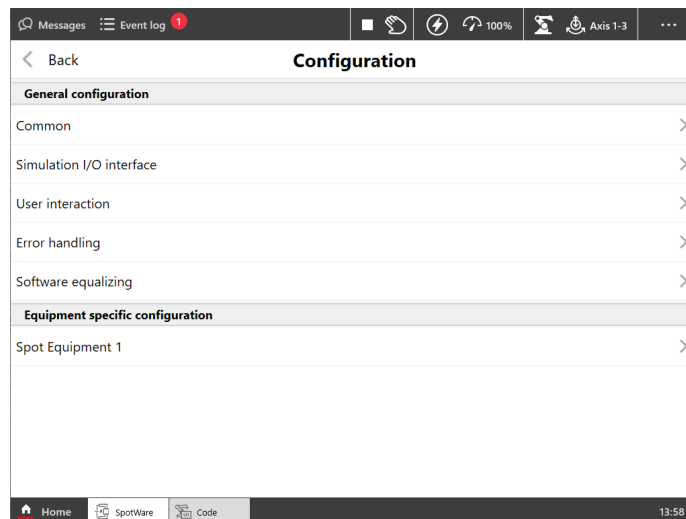 Messages Event log 1 100% Axis 1-3 ...
Back Configuration
General configuration
Common
Simulation I/O interface
User interaction
Error handling
Software equalizing
Equipment specific configuration
Spot Equipment 1
Home SpotWare Code 13:58